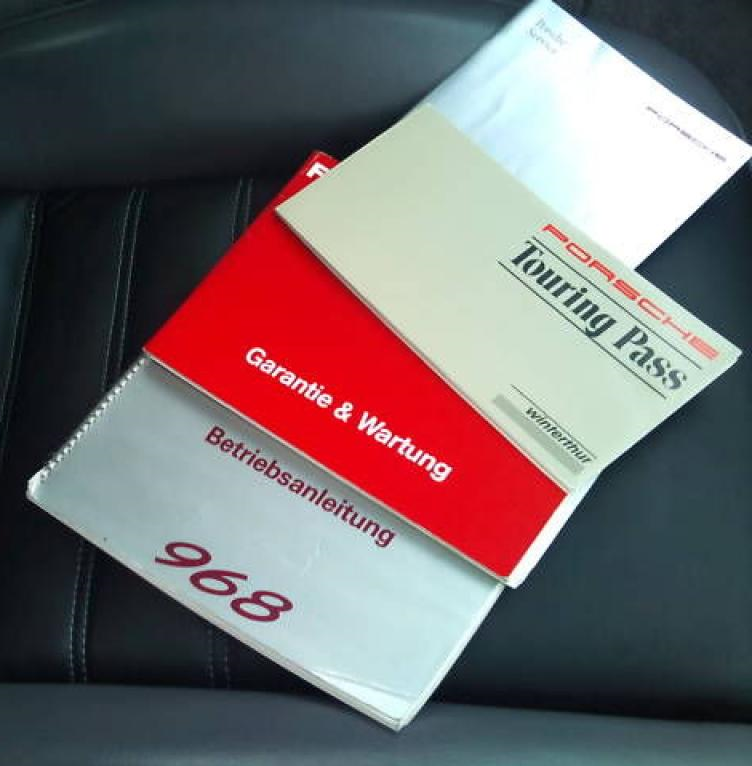 Porsche
Service
PORSCHE
PORSCHE
Touring Pass
winterthur
Garantie & Wartung
Betriebsanleitung
968